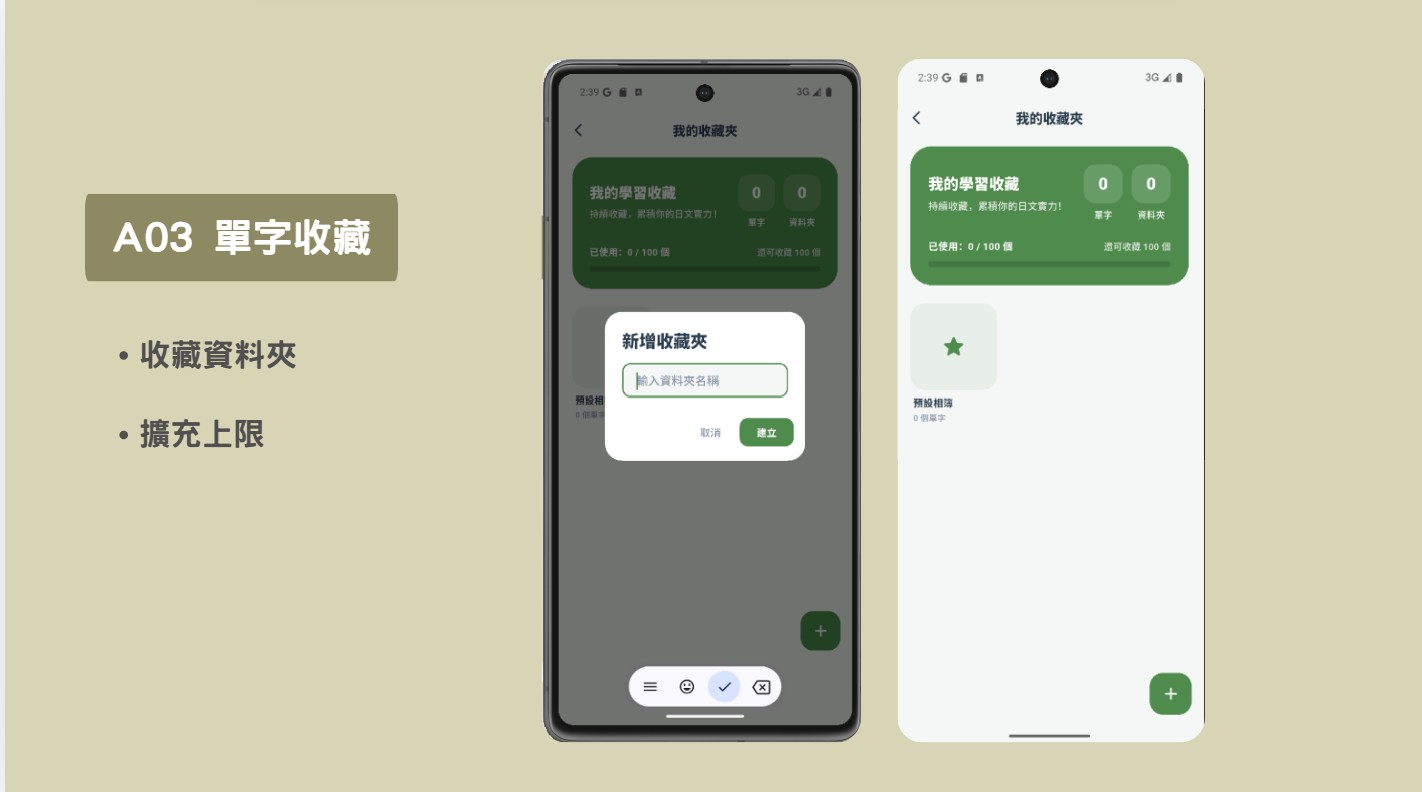 A03 單字收藏
• 收藏資料夾
• 擴充上限
2:39
3G
我的收藏夾
我的學習收藏
持續收藏，累積你的日文實力！
0
單字
0
資料夾
已使用：0 / 100 個
還可收藏 100 個
新增收藏夾
輸入資料夾名稱
取消
建立
預設相
0 個單字
2:39
3G
我的收藏夾
我的學習收藏
持續收藏，累積你的日文實力！
0
單字
0
資料夾
已使用：0 / 100 個
還可收藏 100 個
預設相簿
0 個單字